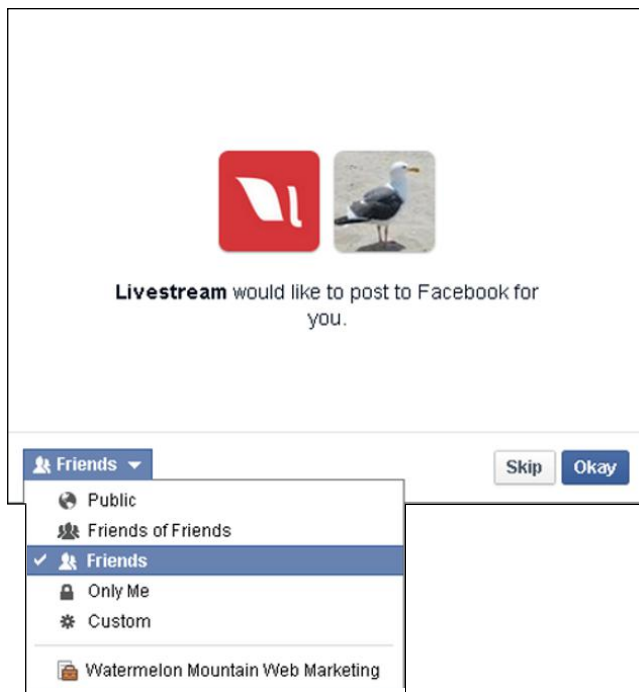 Livestream would like to post to Facebook for
you.
Friends
Skip
Okay
Public
Friends of Friends
Friends
Only Me
Custom
Watermelon Mountain Web Marketing